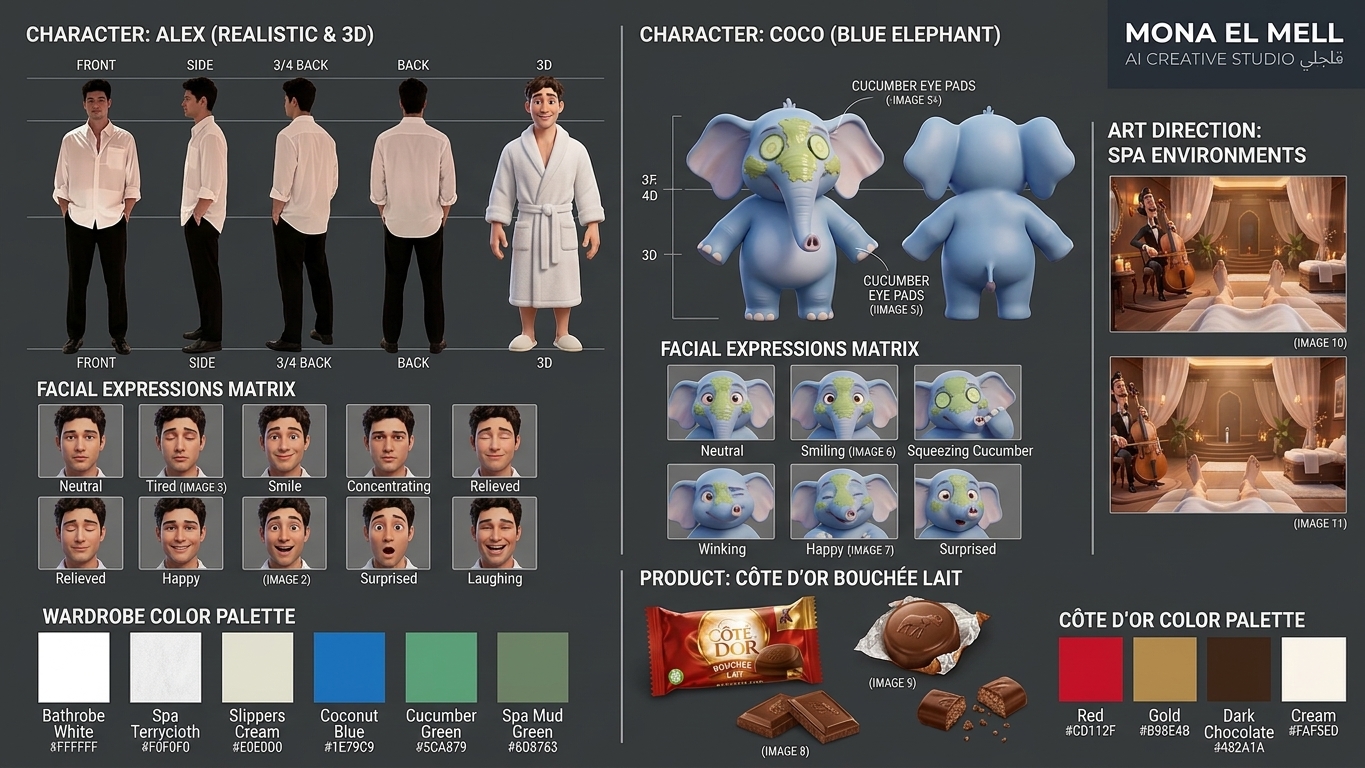 CHARACTER: ALEX (REALISTIC & 3D)
FRONT
SIDE
3/4 BACK
BACK
3D
FRONT
SIDE
3/4 BACK
BACK
3D
FACIAL EXPRESSIONS MATRIX
Neutral
Tired (IMAGE 3)
Smile
Concentrating
Relieved
Relieved
Happy
(IMAGE 2)
Surprised
Laughing
WARDROBE COLOR PALETTE
Bathrobe
White
#FFFFFF
Spa
Terrycloth
#F0F0F0
Slippers
Cream
#E0E0D0
Coconut
Blue
#1E79C9
Cucumber
Green
#5CA879
Spa Mud
Green
#6D8763
CHARACTER: COCO (BLUE ELEPHANT)
CUCUMBER EYE PADS
3F.
4D
3D
CUCUMBER
EYE PADS
FACIAL EXPRESSIONS MATRIX
Neutral
Smiling (IMAGE 6)
Squeezing Cucumber
Winking
Happy (IMAGE 7)
Surprised
PRODUCT: CÔTE D'OR BOUCHÉE LAIT
CÔTE
D'OR
BOUCHÉE
LAIT
(IMAGE 9)
(IMAGE 8)
MONA EL MELL
AI CREATIVE STUDIO قلجلي
ART DIRECTION:
SPA ENVIRONMENTS
(IMAGE 10)
(IMAGE 11)
CÔTE D'OR COLOR PALETTE
Red
#CD112F
Gold
#B98E48
Dark
Chocolate
#482A1A
Cream
#FAF5ED